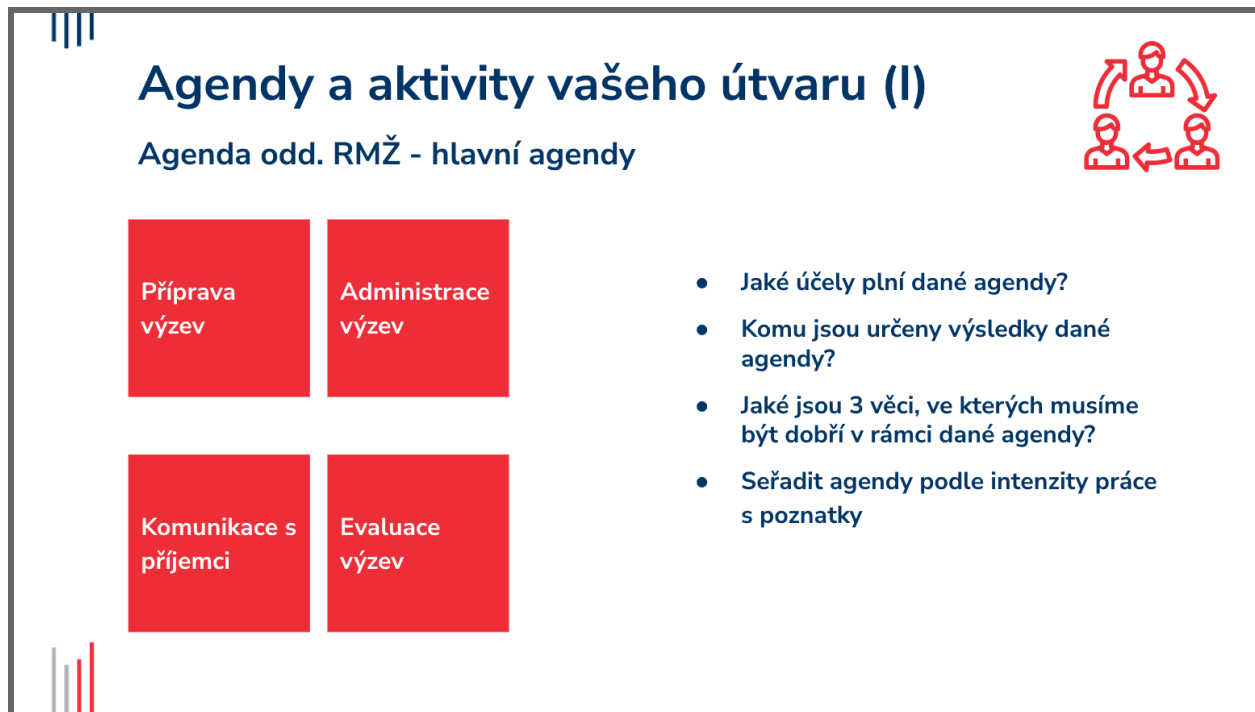 Agendy a aktivity vašeho útvaru (I)
Agenda odd. RMŽ - hlavní agendy
Příprava
výzev
Administrace
výzev
Komunikace s
příjemci
Evaluace
výzev
● Jaké účely plní dané agendy?
● Komu jsou určeny výsledky dané
agendy?
● Jaké jsou 3 věci, ve kterých musíme
být dobří v rámci dané agendy?
● Seřadit agendy podle intenzity práce
s poznatky